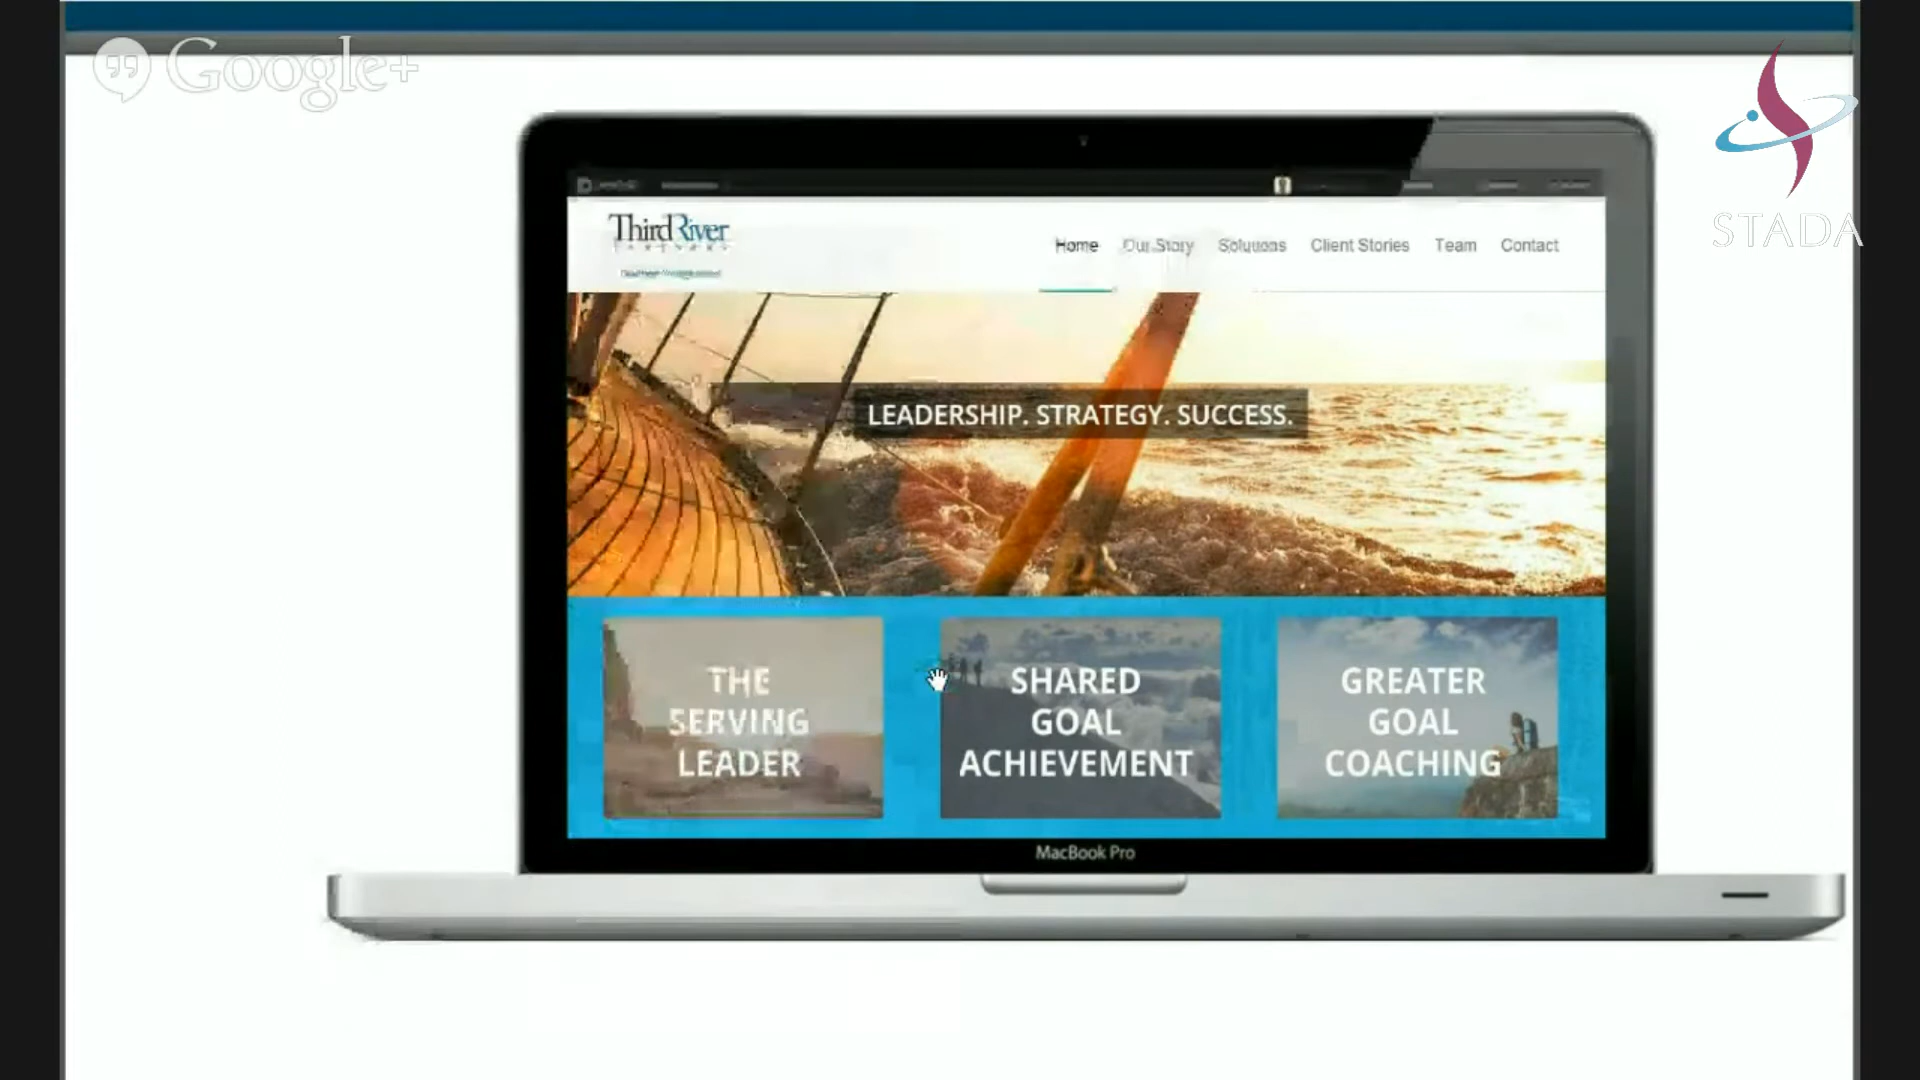 Google+
STADA
ThirdRiver
PARTNERS
Home Our Story Solutions Client Stories Team Contact
LEADERSHIP. STRATEGY. SUCCESS.
THE
SERVING
LEADER
SHARED
GOAL
ACHIEVEMENT
GREATER
GOAL
COACHING
MacBook Pro